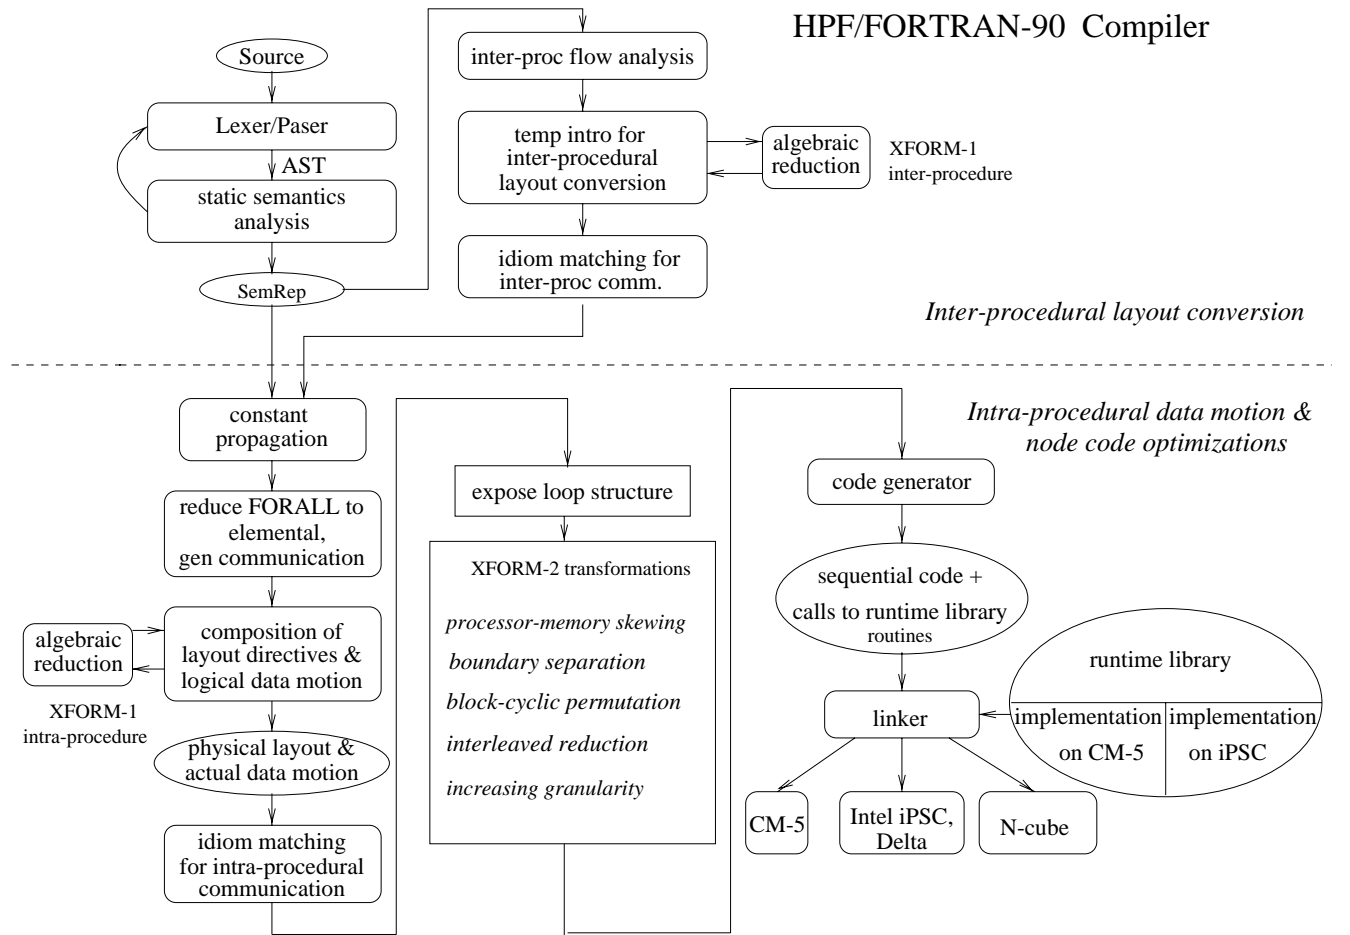 HPF/FORTRAN-90 Compiler
Source
Lexer/Paser
AST
static semantics
analysis
SemRep
inter-proc flow analysis
temp intro for
inter-procedural
layout conversion
algebraic
reduction
XFORM-1
inter-procedure
idiom matching for
inter-proc comm.
Inter-procedural layout conversion
Intra-procedural data motion &
node code optimizations
constant
propagation
reduce FORALL to
elemental,
gen communication
composition of
layout directives &
logical data motion
algebraic
reduction
XFORM-1
intra-procedure
physical layout &
actual data motion
idiom matching
for intra-procedural
communication
expose loop structure
XFORM-2 transformations
processor-memory skewing
boundary separation
block-cyclic permutation
interleaved reduction
increasing granularity
code generator
sequential code +
calls to runtime library
routines
linker
runtime library
implementation
on CM-5
implementation
on iPSC
CM-5
Intel iPSC,
Delta
N-cube